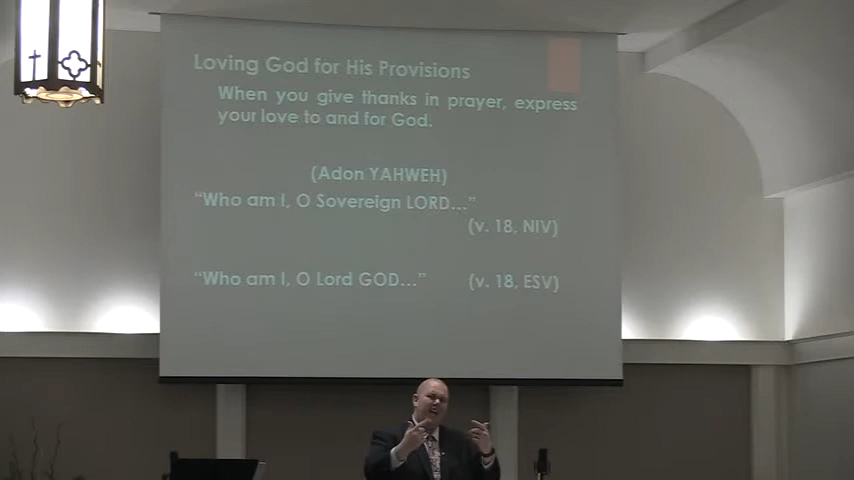 Loving God for His Provisions
When you give thanks in prayer, express
your love to and for God.
(Adon YAHWEH)
“Who am I, O Sovereign LORD...”
(v. 18, NIV)
“Who am I, O Lord GOD...” (v. 18, ESV)